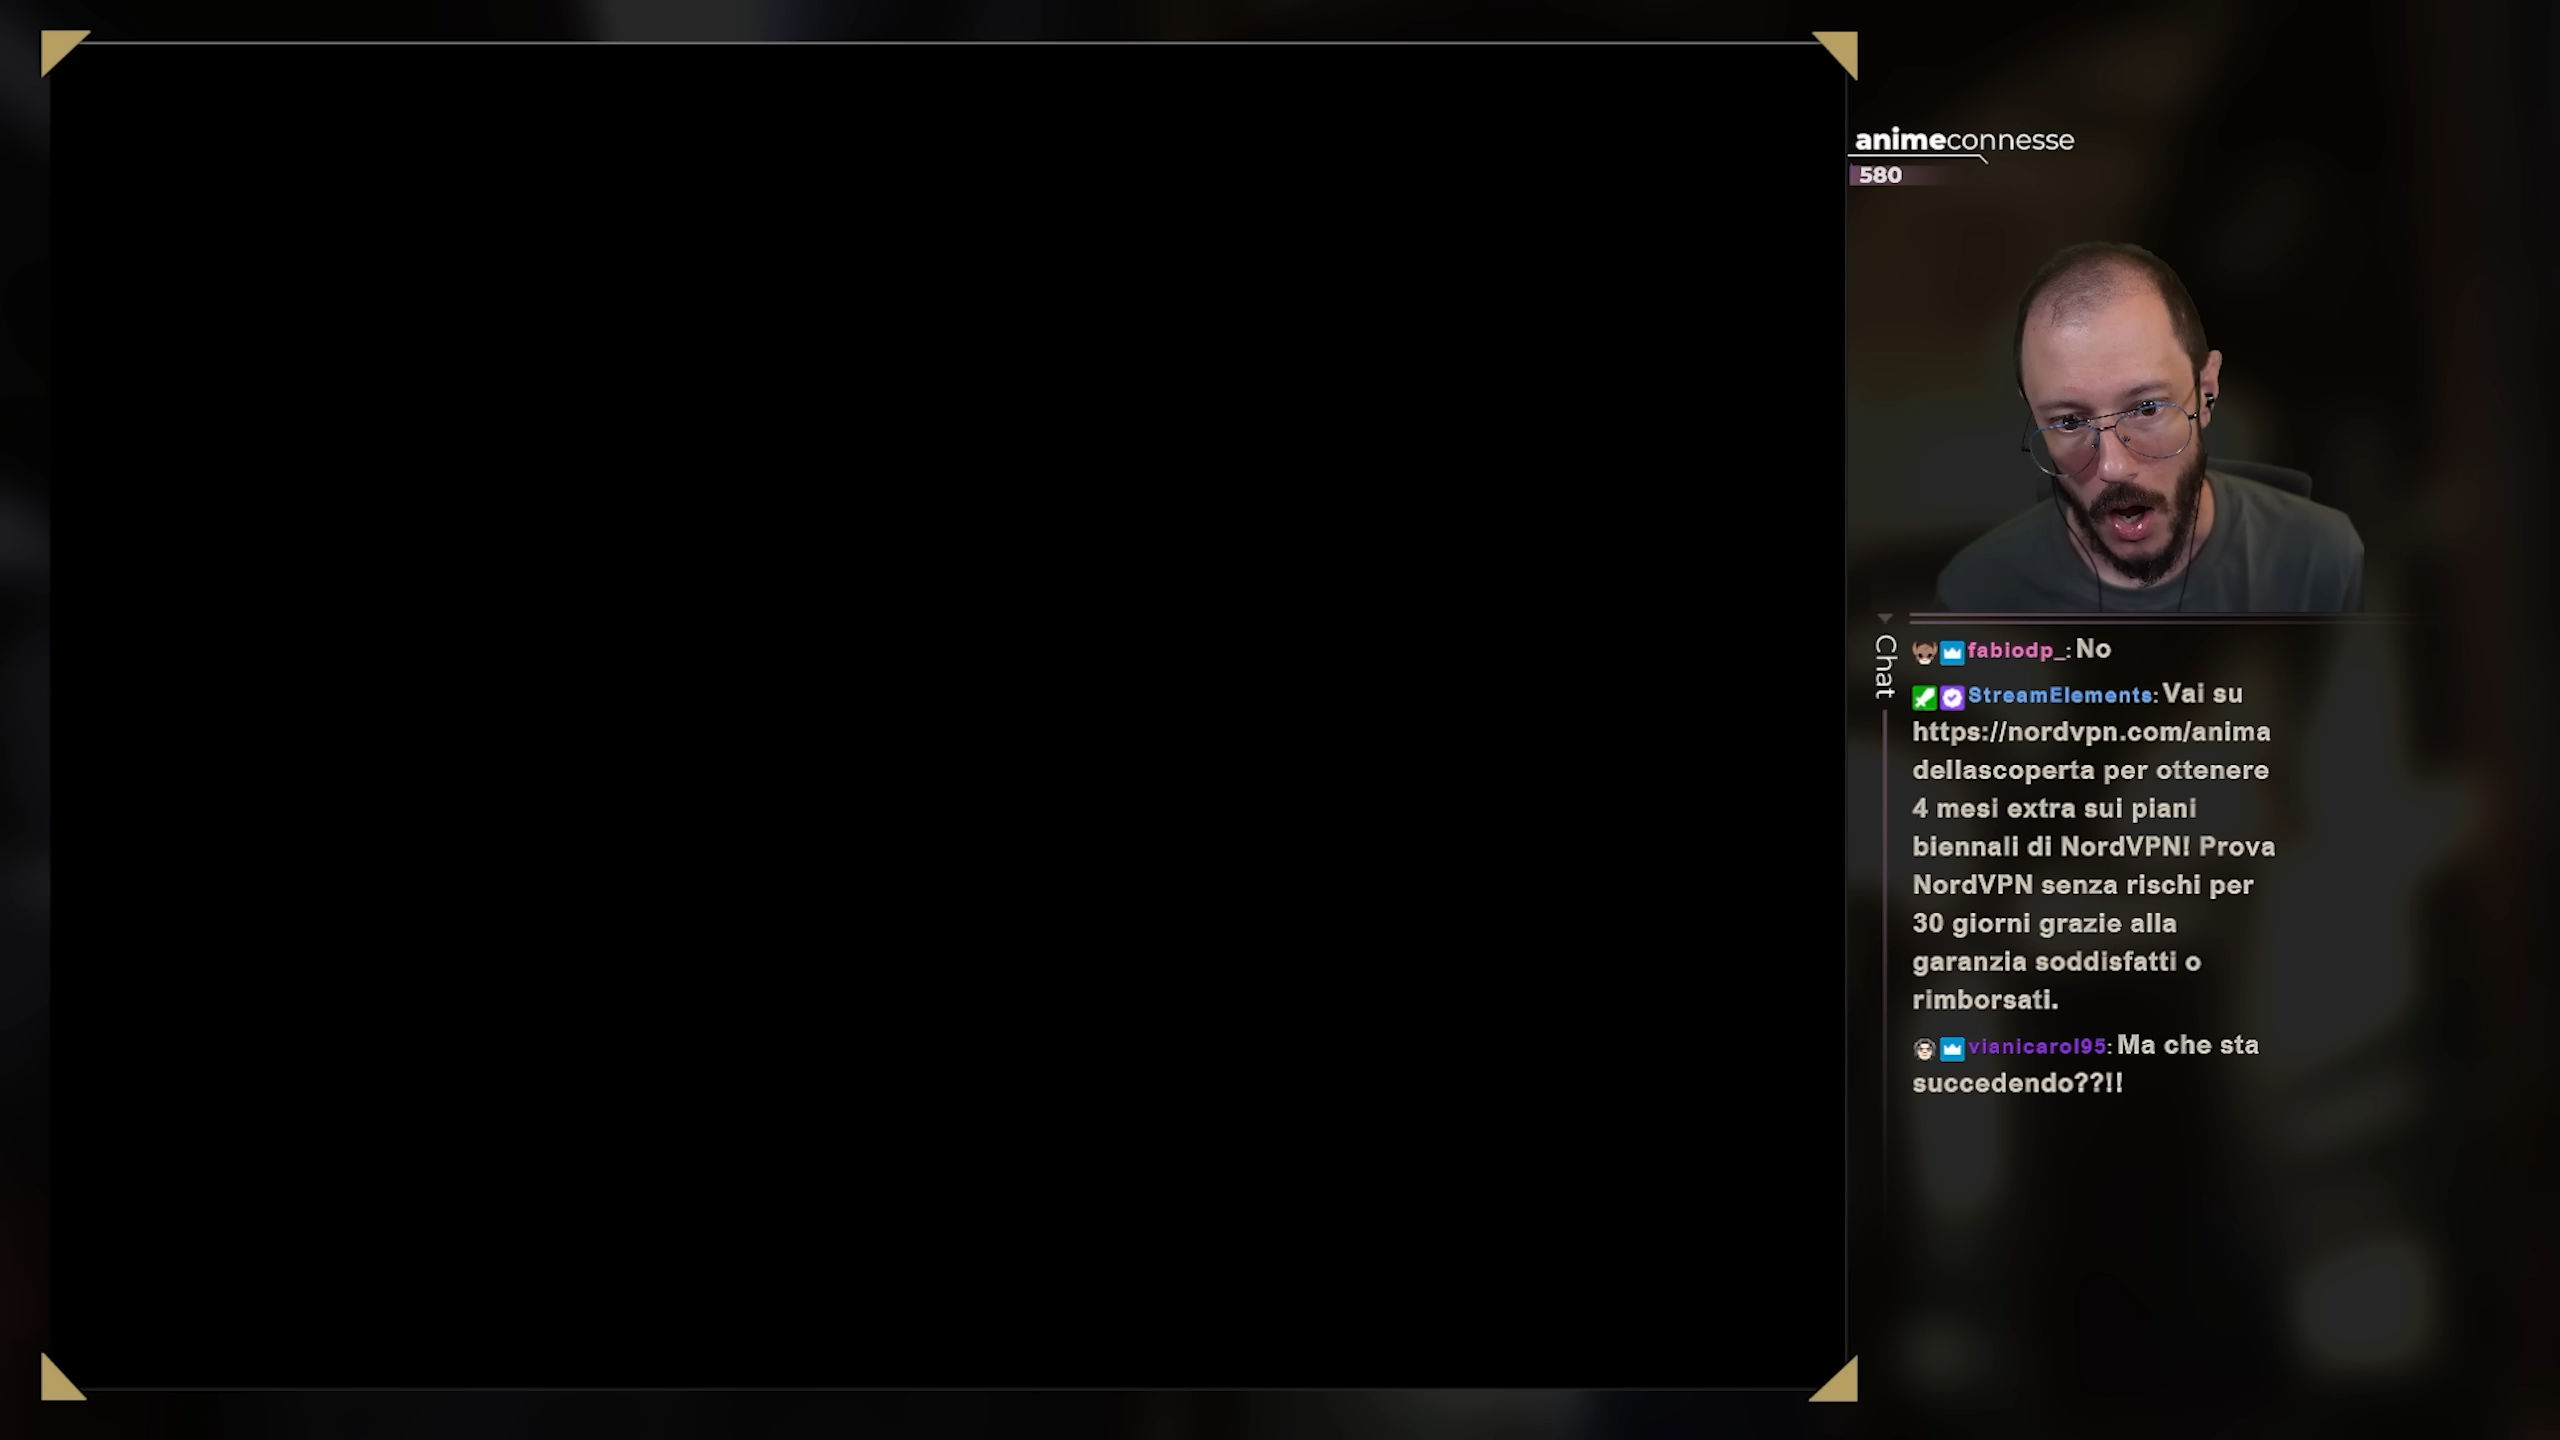 animeconnesse
580
Chat
fabiodp_: No
StreamElements: Vai su
https://nordvpn.com/anima
dellascoperta per ottenere
4 mesi extra sui piani
biennali di NordVPN! Prova
NordVPN senza rischi per
30 giorni grazie alla
garanzia soddisfatti o
rimborsati.
vianicarol95: Ma che sta
succedendo??!!